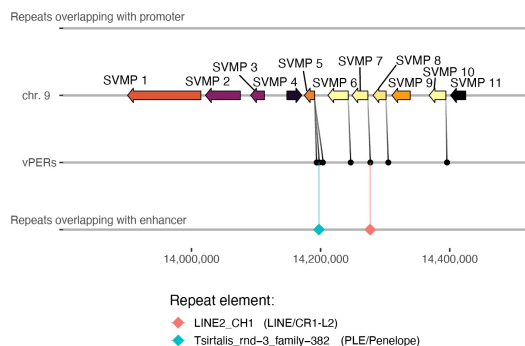 Repeats overlapping with promoter
SVMP 1
SVMP 2
SVMP 3
SVMP 4
SVMP 5
SVMP 6
SVMP 7
SVMP 8
SVMP 9
SVMP 10
SVMP 11
chr. 9
vPERs
Repeats overlapping with enhancer
14,000,000 14,200,000 14,400,000
Repeat element:
LINE2_CH1 (LINE/CR1-L2)
Tsirtalis_rnd-3_family-382 (PLE/Penelope)